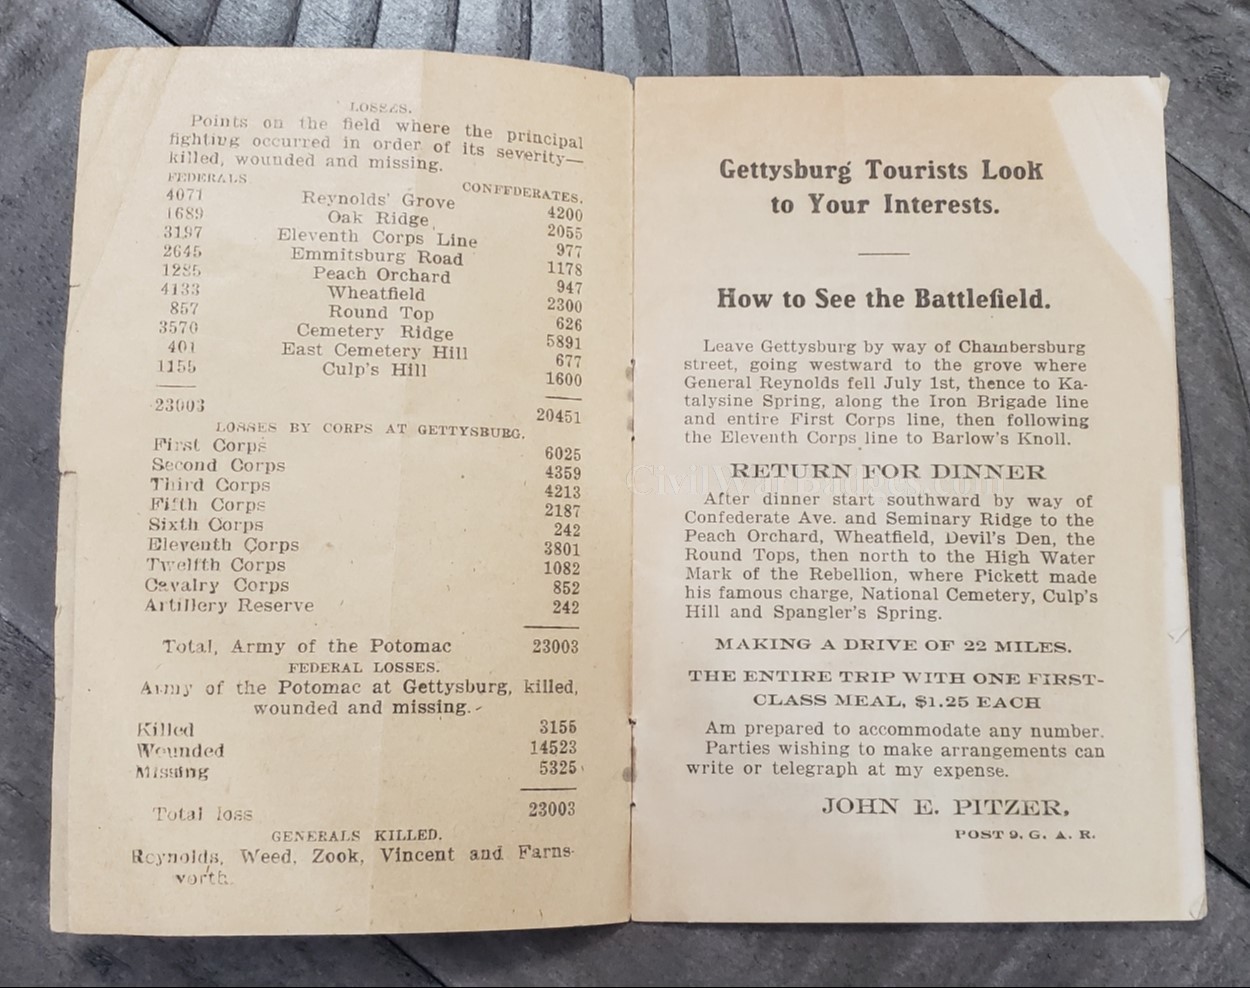 LOSSES.
Points on the field where the principal
fighting occurred in order of its severity—
killed, wounded and missing.
FEDERALS CONFFDERATES.
4071 Reynolds' Grove 4200
1689 Oak Ridge 2055
3197 Eleventh Corps Line 977
2645 Emmitsburg Road 1178
1285 Peach Orchard 947
4133 Wheatfield 2300
857 Round Top 626
3570 Cemetery Ridge 5891
401 East Cemetery Hill 677
1155 Culp's Hill 1600
23003 20451
LOSSES BY CORPS AT GETTYSBURG.
First Corps 6025
Second Corps 4359
Third Corps 4213
Fifth Corps 2187
Sixth Corps 242
Eleventh Corps 3801
Twelfth Corps 1082
Cavalry Corps 852
Artillery Reserve 242
Total, Army of the Potomac 23003
FEDERAL LOSSES.
Army of the Potomac at Gettysburg, killed,
wounded and missing.
Killed 3155
Wounded 14523
Missing 5325
Total loss 23003
GENERALS KILLED.
Reynolds, Weed, Zook, Vincent and Farns-
vorth.
Gettysburg Tourists Look
to Your Interests.
How to See the Battlefield.
Leave Gettysburg by way of Chambersburg
street, going westward to the grove where
General Reynolds fell July 1st, thence to Ka-
talysine Spring, along the Iron Brigade line
and entire First Corps line, then following
the Eleventh Corps line to Barlow's Knoll.
RETURN FOR DINNER
After dinner start southward by way of
Confederate Ave. and Seminary Ridge to the
Peach Orchard, Wheatfield, Devil's Den, the
Round Tops, then north to the High Water
Mark of the Rebellion, where Pickett made
his famous charge, National Cemetery, Culp's
Hill and Spangler's Spring.
MAKING A DRIVE OF 22 MILES.
THE ENTIRE TRIP WITH ONE FIRST-
CLASS MEAL, $1.25 EACH
Am prepared to accommodate any number.
Parties wishing to make arrangements can
write or telegraph at my expense.
JOHN E. PITZER,
POST 9. G. A. R.